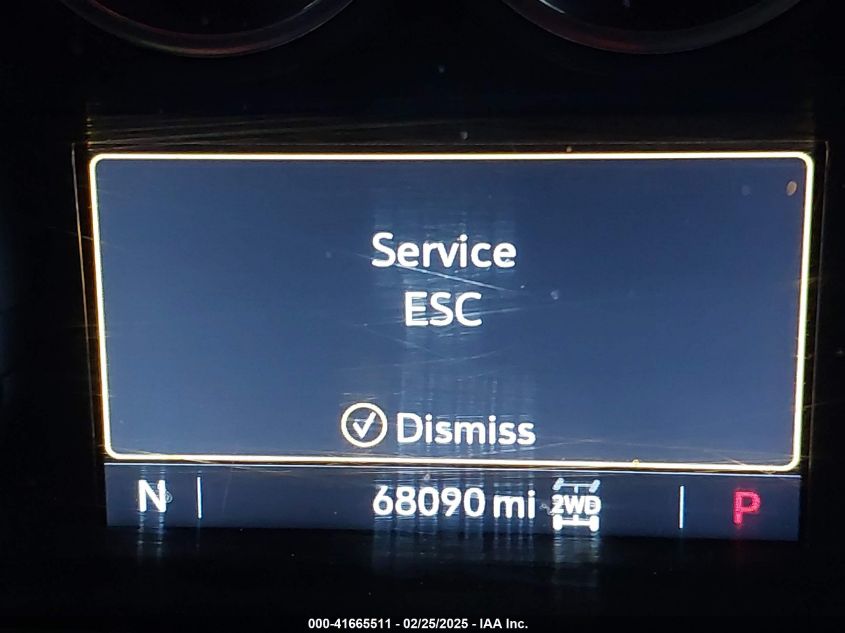 Service
ESC
Dismiss
N 68090 mi 2WD P
000-41665511 - 02/25/2025 - IAA Inc.